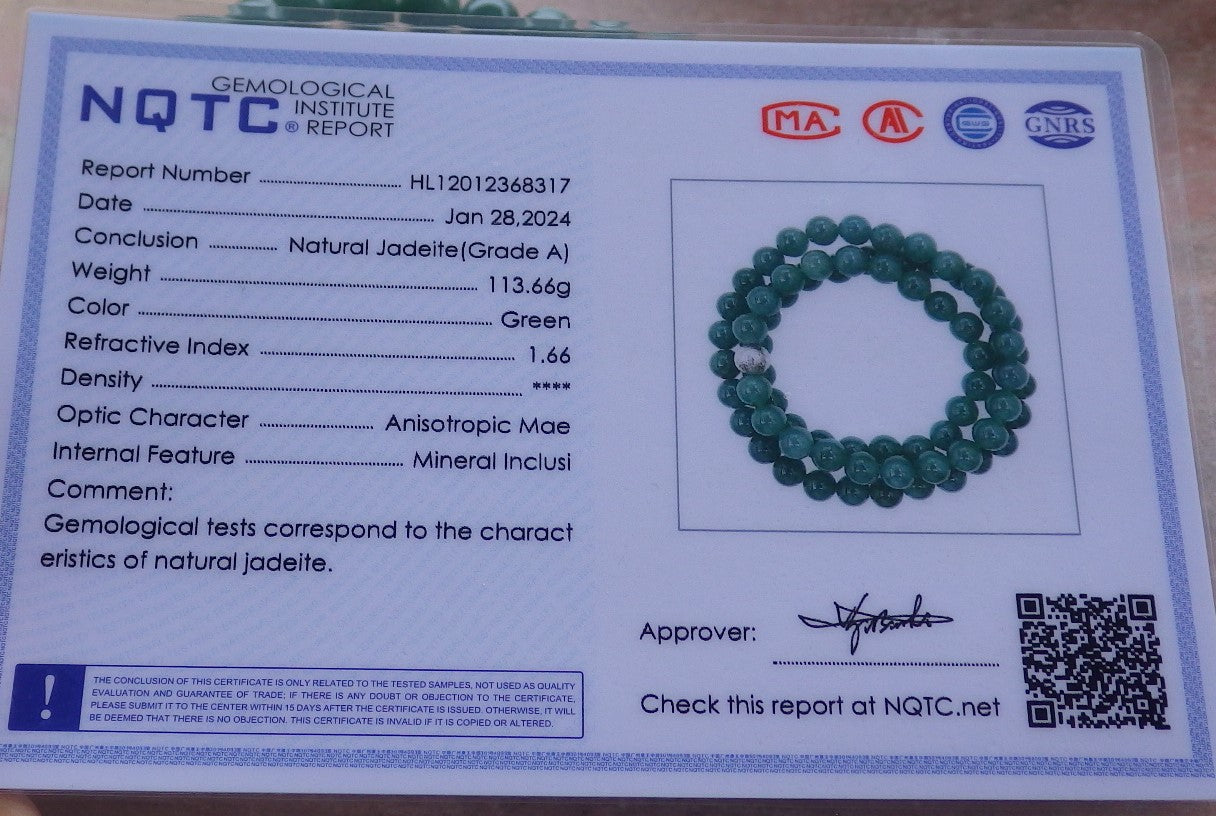 NQTC® GEMOLOGICAL
INSTITUTE
REPORT
MA
GNRS
Report Number ........ HL12012368317
Date ........ Jan 28,2024
Conclusion ........ Natural Jadeite(Grade A)
Weight ........ 113.66g
Color ........ Green
Refractive Index ........ 1.66
Density ........ ****
Optic Character ........ Anisotropic Mae
Internal Feature ........ Mineral Inclusi
Comment:
Gemological tests correspond to the charact
eristics of natural jadeite.
Approver:
Check this report at NQTC.net
! THE CONCLUSION OF THIS CERTIFICATE IS ONLY RELATED TO THE TESTED SAMPLES, NOT USED AS QUALITY
EVALUATION AND GUARANTEE OF TRADE; IF THERE IS ANY DOUBT OR OBJECTION TO THE CERTIFICATE,
PLEASE SUBMIT IT TO THE CENTER WITHIN 15 DAYS AFTER THE CERTIFICATE IS ISSUED. OTHERWISE, IT WILL
BE DEEMED THAT THERE IS NO OBJECTION. THIS CERTIFICATE IS INVALID IF IT IS COPIED OR ALTERED.